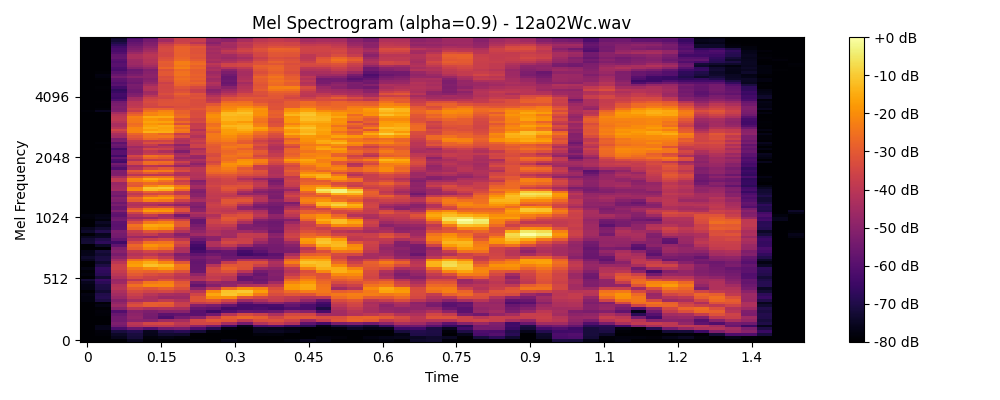 Mel Spectrogram (alpha=0.9) - 12a02Wc.wav
Mel Frequency
4096
2048
1024
512
0
0 0.15 0.3 0.45 0.6 0.75 0.9 1.1 1.2 1.4
Time
+0 dB
-10 dB
-20 dB
-30 dB
-40 dB
-50 dB
-60 dB
-70 dB
-80 dB